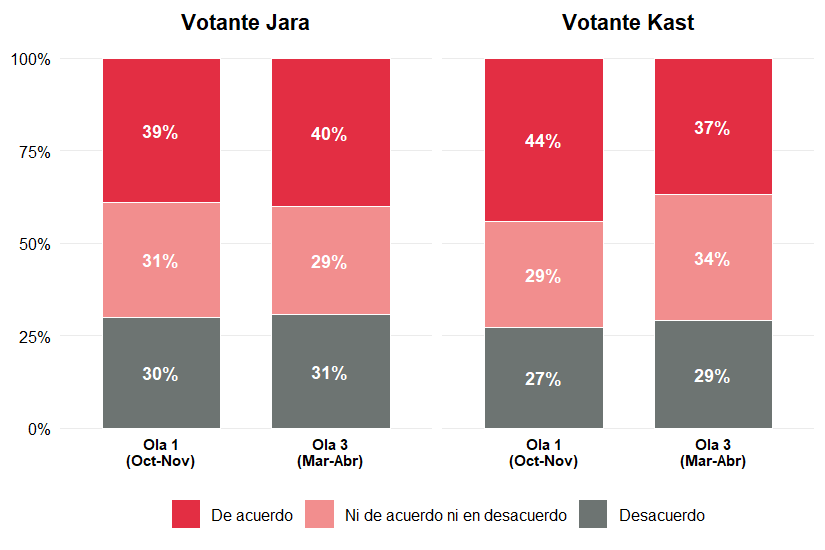 Votante Jara
Votante Kast
100%
75%
50%
25%
0%
39%
40%
44%
37%
31%
29%
29%
34%
30%
31%
27%
29%
Ola 1
(Oct-Nov)
Ola 3
(Mar-Abr)
Ola 1
(Oct-Nov)
Ola 3
(Mar-Abr)
De acuerdo
Ni de acuerdo ni en desacuerdo
Desacuerdo